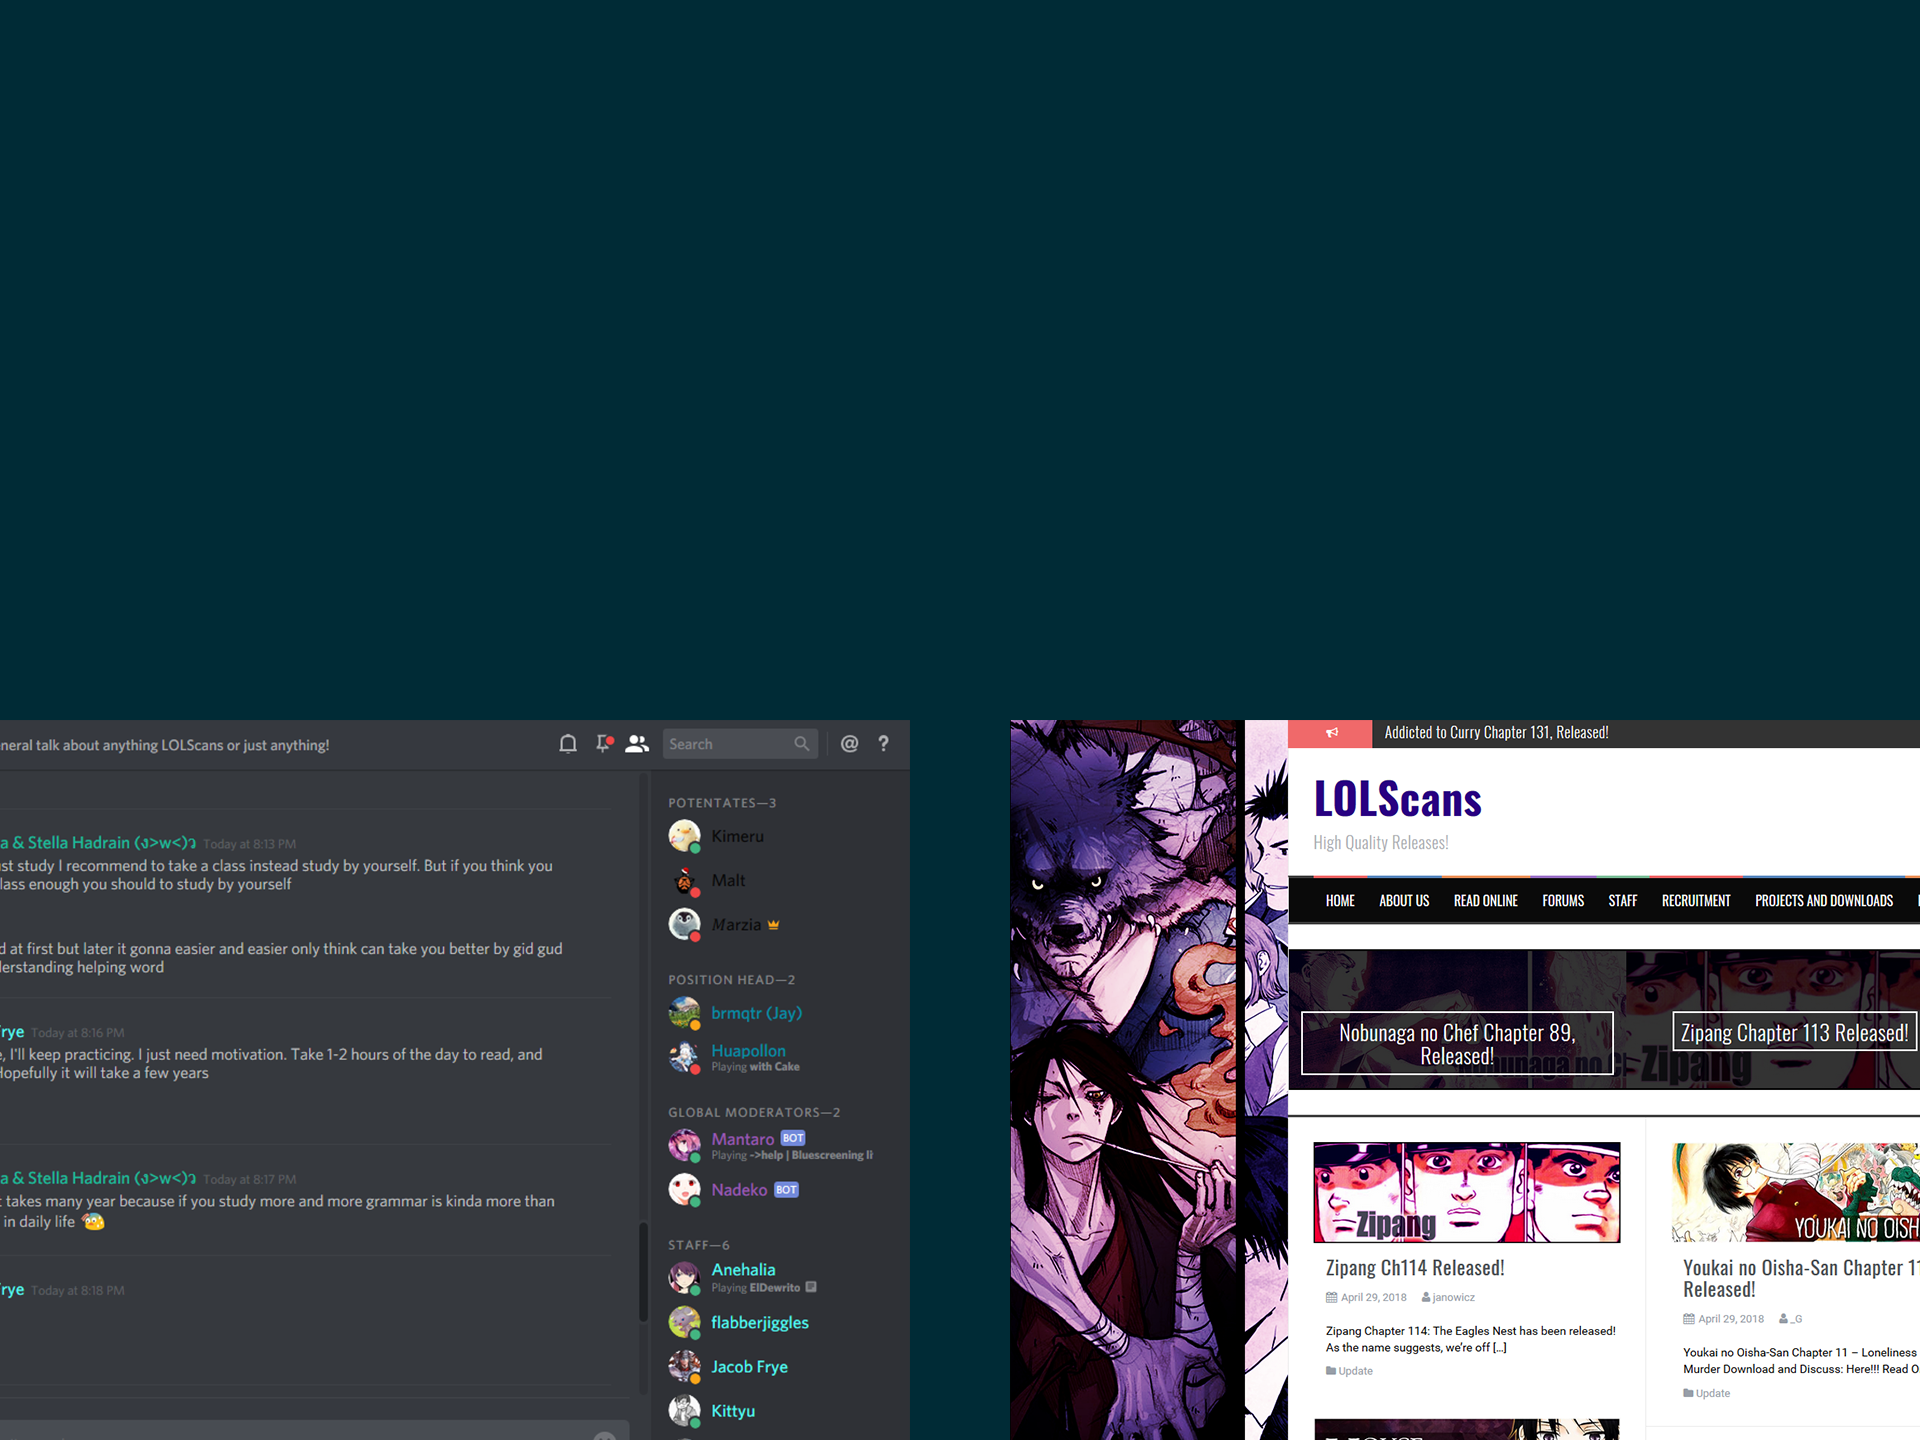 neral talk about anything LOLScans or just anything!
Search
@ ?
a & Stella Hadrain (ง>w<)ว Today at 8:13 PM
st study I recommend to take a class instead study by yourself. But if you think you
lass enough you should to study by yourself
d at first but later it gonna easier and easier only think can take you better by gid gud
derstanding helping word
Frye Today at 8:16 PM
e, I'll keep practicing. I just need motivation. Take 1-2 hours of the day to read, and
Hopefully it will take a few years
a & Stella Hadrain (ง>w<)ว Today at 8:17 PM
t takes many year because if you study more and more grammar is kinda more than
in daily life
rye Today at 8:18 PM
POTENTATES—3
Kimeru
Malt
Marzia
POSITION HEAD—2
brmqtr (Jay)
Huapollon
Playing with Cake
GLOBAL MODERATORS—2
Mantaro BOT
Playing ->help | Bluescreening li
Nadeko BOT
STAFF—6
Anehalia
Playing ElDewrito
flabberjiggles
Jacob Frye
Kittyu
Addicted to Curry Chapter 131, Released!
LOLScans
High Quality Releases!
HOME ABOUT US READ ONLINE FORUMS STAFF RECRUITMENT PROJECTS AND DOWNLOADS
Nobunaga no Chef Chapter 89,
Released!
Zipang Chapter 113 Released!
Zipang
Zipang
Zipang Ch114 Released!
April 29, 2018 janowicz
Zipang Chapter 114: The Eagles Nest has been released!
As the name suggests, we're off [...]
Update
YOUKAI NO OISH
Youkai no Oisha-San Chapter 11
Released!
April 29, 2018 _G
Youkai no Oisha-San Chapter 11 – Loneliness
Murder Download and Discuss: Here!!! Read O
Update